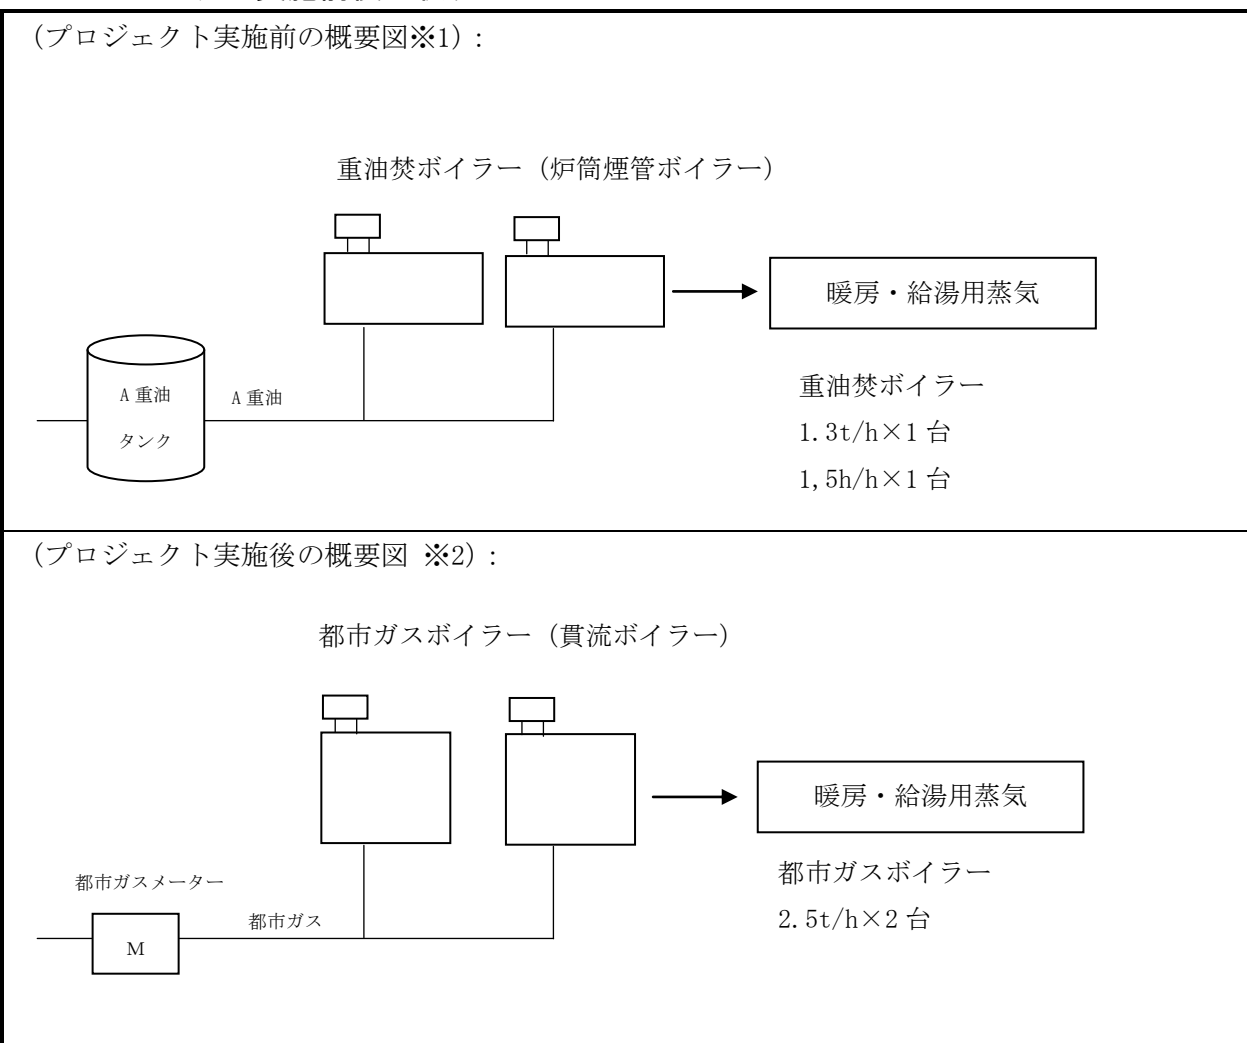 (プロジェクト実施前の概要図※1)：
重油焚ボイラー（炉筒煙管ボイラー）
暖房・給湯用蒸気
A 重油
タンク
A 重油
重油焚ボイラー
1.3t/h×1 台
1,5h/h×1 台
(プロジェクト実施後の概要図 ※2)：
都市ガスボイラー（貫流ボイラー）
暖房・給湯用蒸気
都市ガスメーター
M
都市ガス
都市ガスボイラー
2.5t/h×2 台